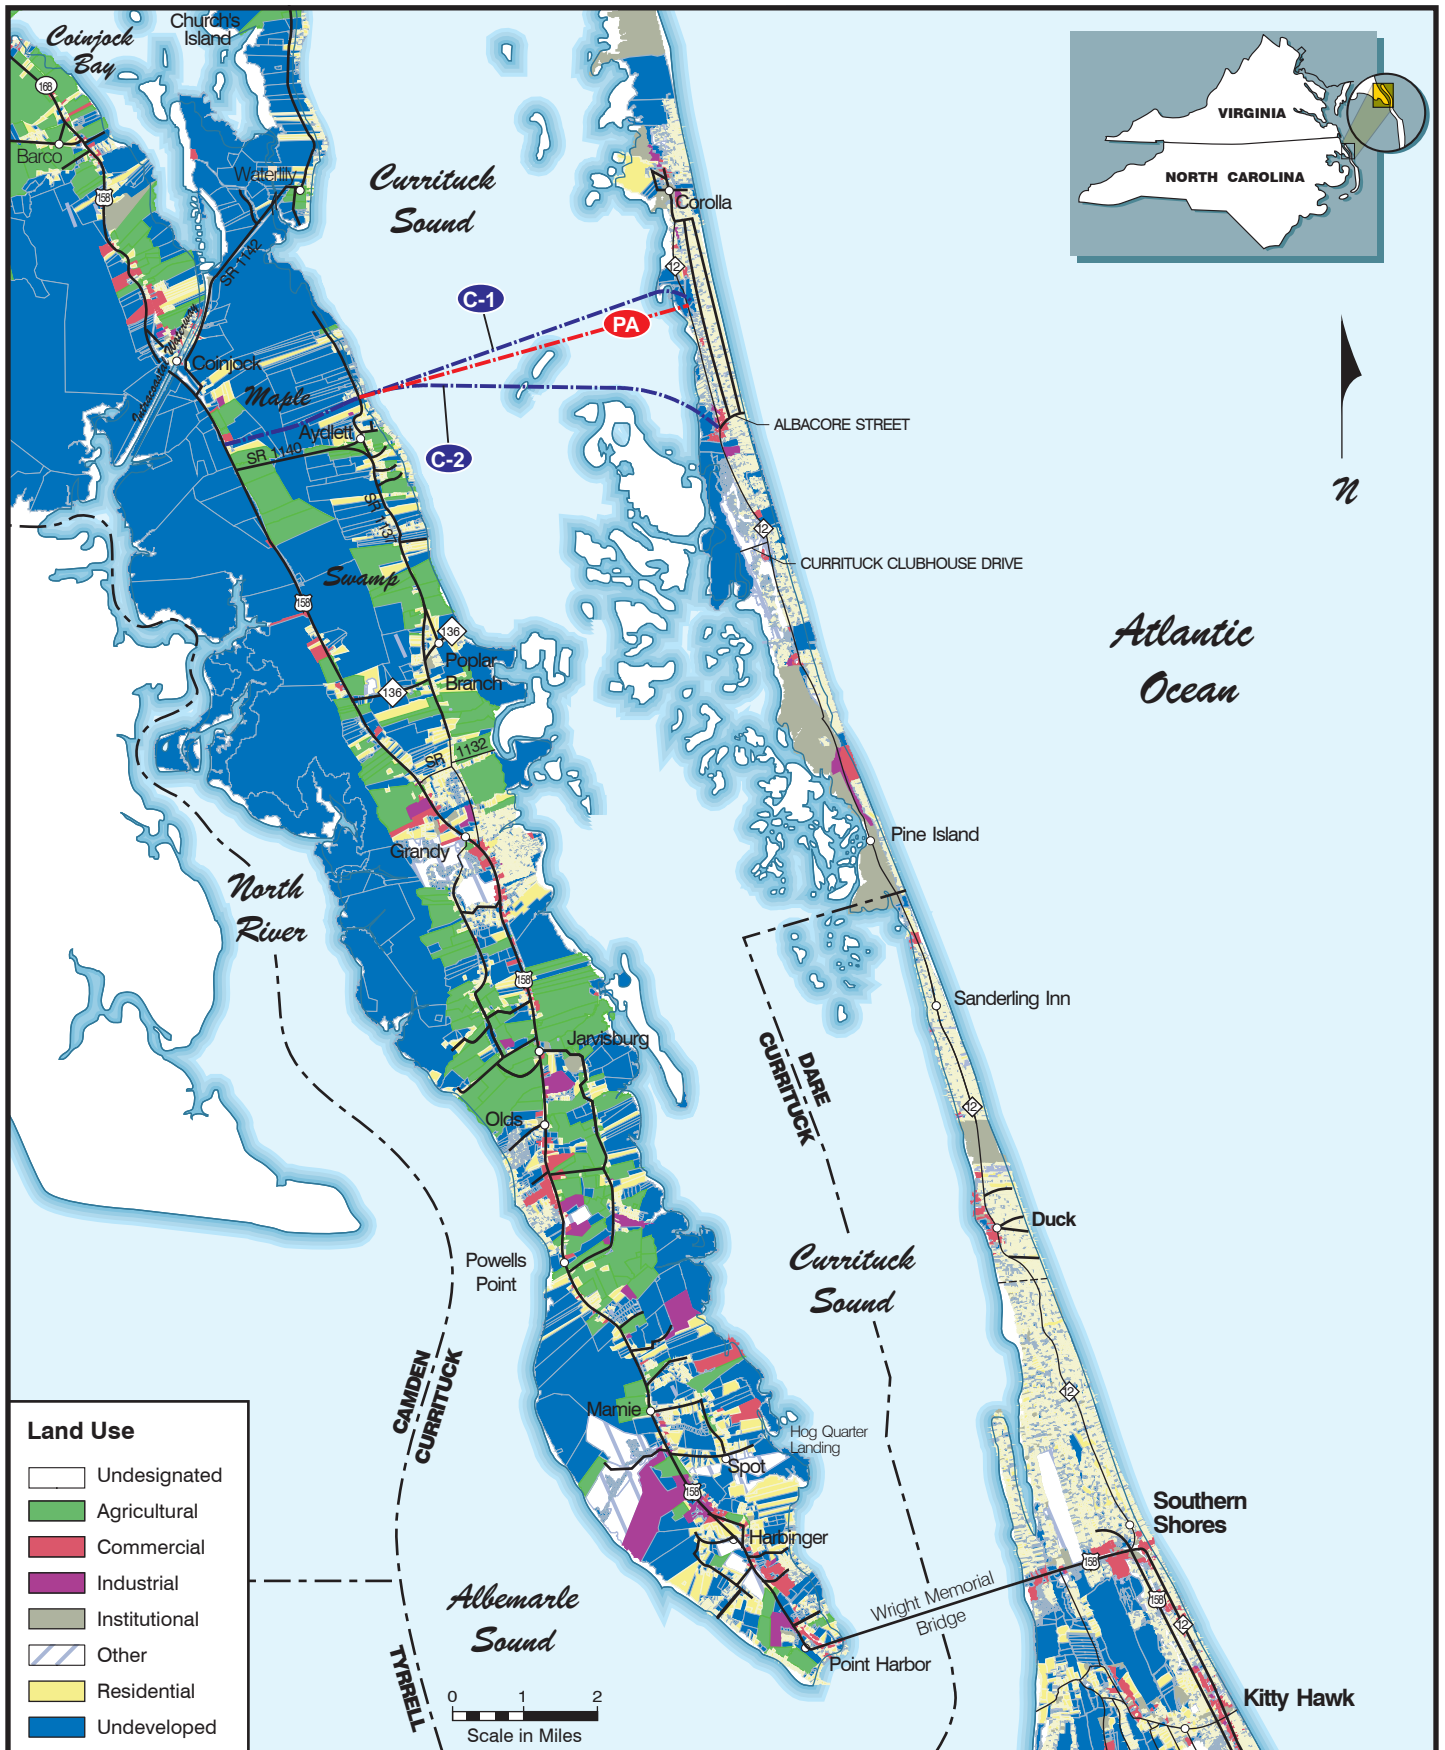 Coinjock
Bay
Church's
Island
168
Barco
158
Waterlily
SR 1142
Currituck
Sound
Corolla
12
VIRGINIA
NORTH CAROLINA
C-1
PA
Intracoastal Waterway
Coinjock
Maple
Aydlett
SR 1140
C-2
ALBACORE STREET
N
SR 1131
12
CURRITUCK CLUBHOUSE DRIVE
Swamp
158
136
Poplar
Branch
136
Atlantic
Ocean
SR 1132
Grandy
Pine Island
North
River
158
Sanderling Inn
Jarvisburg
DARE
CURRITUCK
12
Olds
Duck
Powells
Point
Currituck
Sound
CAMDEN
CURRITUCK
12
Mamie
Hog Quarter
Landing
Spot
158
Southern
Shores
Harbinger
158
158
12
Wright Memorial
Bridge
Albemarle
Sound
TYRRELL
Point Harbor
Kitty Hawk
0 1 2
Scale in Miles
Land Use
Undesignated
Agricultural
Commercial
Industrial
Institutional
Other
Residential
Undeveloped